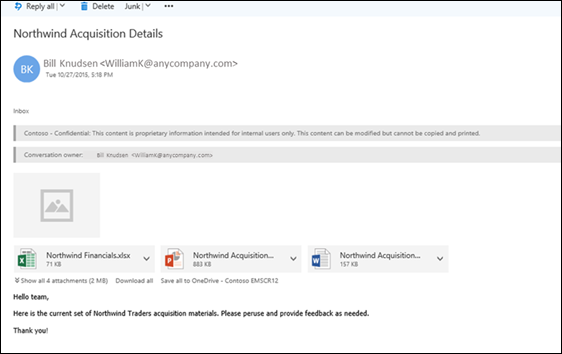 Reply all
Delete
Junk
Northwind Acquisition Details
BK
Bill Knudsen <WilliamK@anycompany.com>
Tue 10/27/2015, 5:18 PM
Inbox
Contoso - Confidential: This content is proprietary information intended for internal users only. This content can be modified but cannot be copied and printed.
Conversation owner: Bill Knudsen <WilliamK@anycompany>
Northwind Financials.xlsx
71 KB
Northwind Acquisition...
883 KB
Northwind Acquisition...
157 KB
Show all 4 attachments (2 MB) Download all Save all to OneDrive - Contoso EMSCR12
Hello team,
Here is the current set of Northwind Traders acquisition materials. Please peruse and provide feedback as needed.
Thank you!